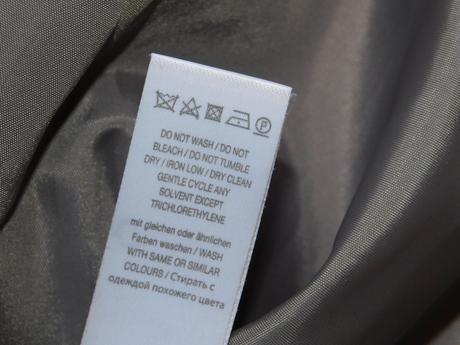 DO NOT WASH / DO NOT
BLEACH / DO NOT TUMBLE
DRY / IRON LOW / DRY CLEAN
GENTLE CYCLE ANY
SOLVENT EXCEPT
TRICHLORETHYLENE
mit gleichen oder ähnlichen
Farben waschen / WASH
WITH SAME OR SIMILAR
COLOURS / Стирать с
одеждой похожего цвета